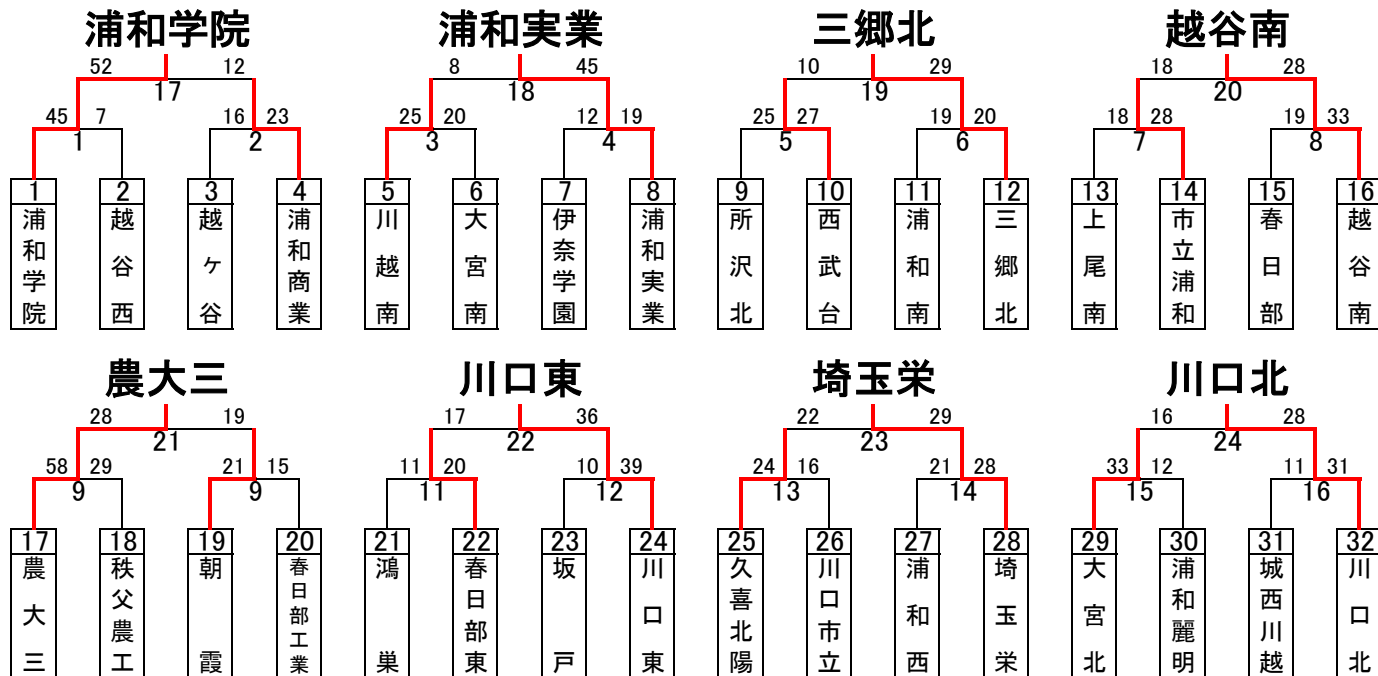 浦和学院 浦和実業 三郷北 越谷南
52 12 8 45 10 29 18 28
17 18 19 20
45 7 16 23 25 20 12 19 25 27 19 20 18 28 19 33
1 2 3 4 5 6 7 8
1 2 3 4 5 6 7 8 9 10 11 12 13 14 15 16
浦和学院
越谷西
越ヶ谷
浦和商業
川越南
大宮南
伊奈学園
浦和実業
所沢北
西武台
浦和南
三郷北
上尾南
市立浦和
春日部
越谷南
農大三 川口東 埼玉栄 川口北
28 19 17 36 22 29 16 28
21 22 23 24
58 29 21 15 11 20 10 39 24 16 21 28 33 12 11 31
9 9 11 12 13 14 15 16
17 18 19 20 21 22 23 24 25 26 27 28 29 30 31 32
農大三
秩父農工
朝霞
春日部工業
鴻巣
春日部東
坂戸
川口東
久喜北陽
川口市立
浦和西
埼玉栄
大宮北
浦和麗明
城西川越
川口北